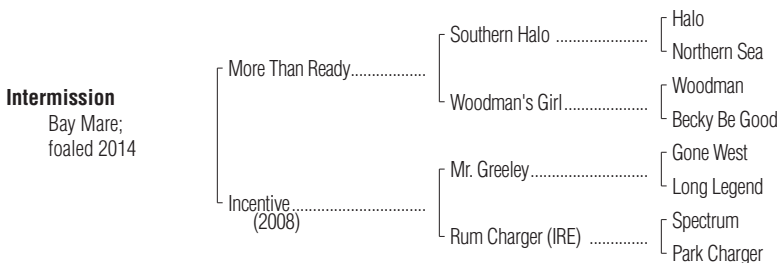 Halo
Southern Halo ......................
Northern Sea
More Than Ready..................
Woodman
Woodman's Girl....................
Becky Be Good
Intermission
Bay Mare;
foaled 2014
Gone West
Mr. Greeley............................
Long Legend
Incentive................................
(2008)
Spectrum
Rum Charger (IRE) ..............
Park Charger